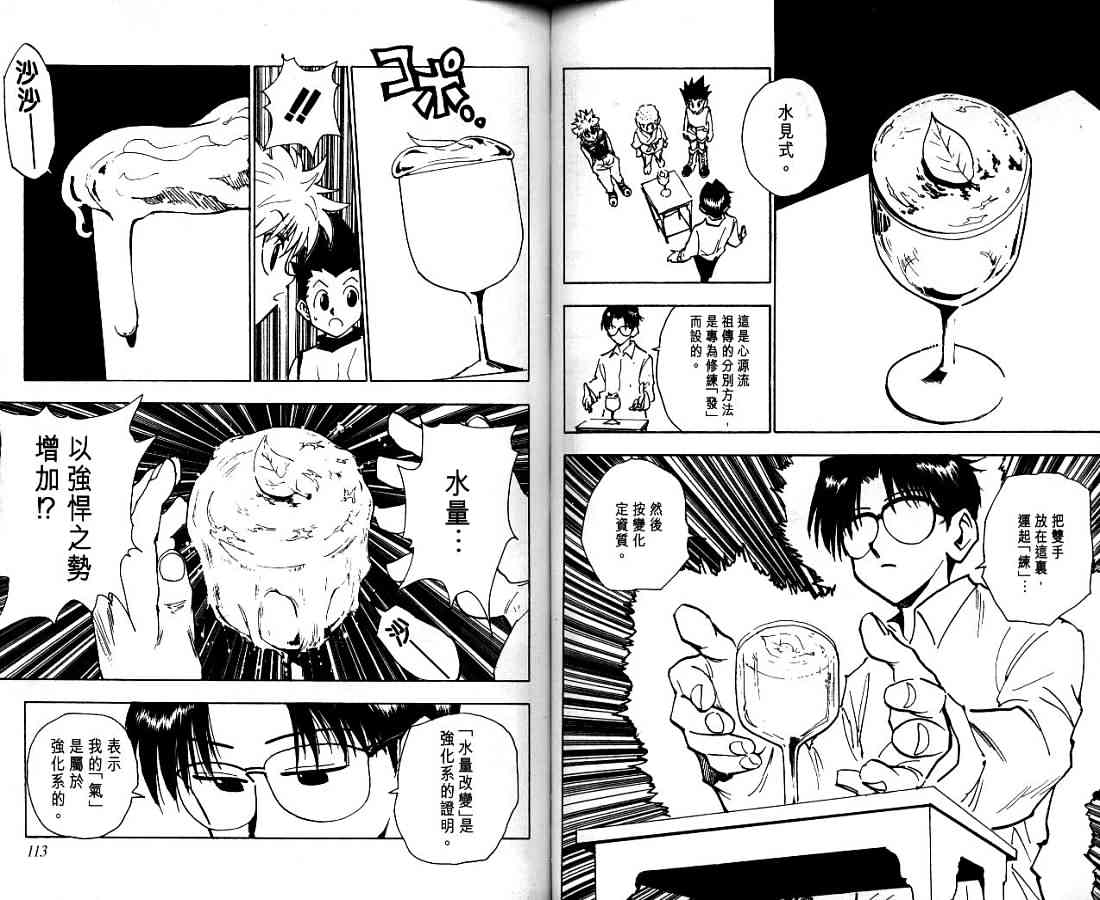 水見式。
這是心源流
祖傳的分別方法，
是專為修練「發」
而設的。
把雙手
放在這裏，
運起「練」…
然後
按變化
定資質。
コポ。。
!!
沙沙——
水量…
以強悍之勢
增加!?
沙——
「水量改變」是
強化系的證明。
表示
我的「氣」
是屬於
強化系的。
113